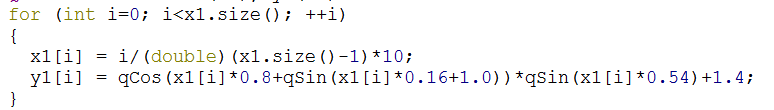 for (int i=0; i<x1.size(); ++i)
{
  x1[i] = i/(double)(x1.size()-1)*10;
  y1[i] = qCos(x1[i]*0.8+qSin(x1[i]*0.16+1.0))*qSin(x1[i]*0.54)+1.4;
}